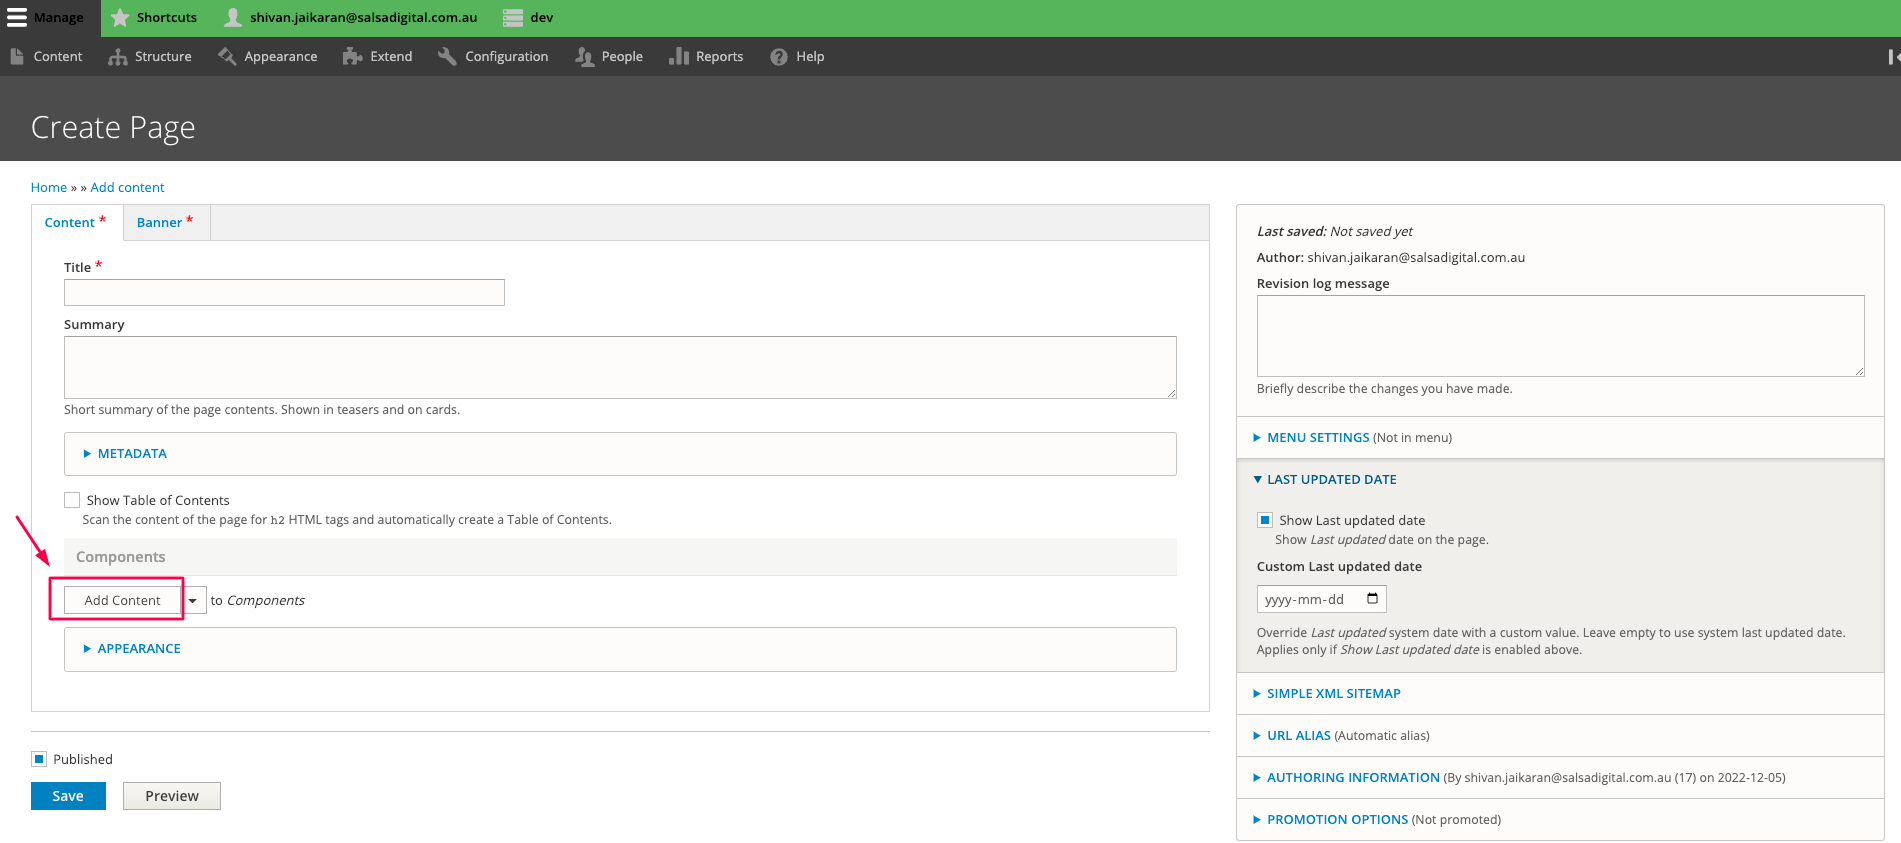 Manage Shortcuts shivan.jaikaran@salsadigital.com.au dev
Content Structure Appearance Extend Configuration People Reports Help
Create Page
Home » » Add content
Content * Banner *
Title *
Summary
Short summary of the page contents. Shown in teasers and on cards.
METADATA
Show Table of Contents
Scan the content of the page for h2 HTML tags and automatically create a Table of Contents.
Components
Add Content to Components
APPEARANCE
Published
Save Preview
Last saved: Not saved yet
Author: shivan.jaikaran@salsadigital.com.au
Revision log message
Briefly describe the changes you have made.
MENU SETTINGS (Not in menu)
LAST UPDATED DATE
Show Last updated date
Show Last updated date on the page.
Custom Last updated date
yyyy-mm-dd
Override Last updated system date with a custom value. Leave empty to use system last updated date.
Applies only if Show Last updated date is enabled above.
SIMPLE XML SITEMAP
URL ALIAS (Automatic alias)
AUTHORING INFORMATION (By shivan.jaikaran@salsadigital.com.au (17) on 2022-12-05)
PROMOTION OPTIONS (Not promoted)